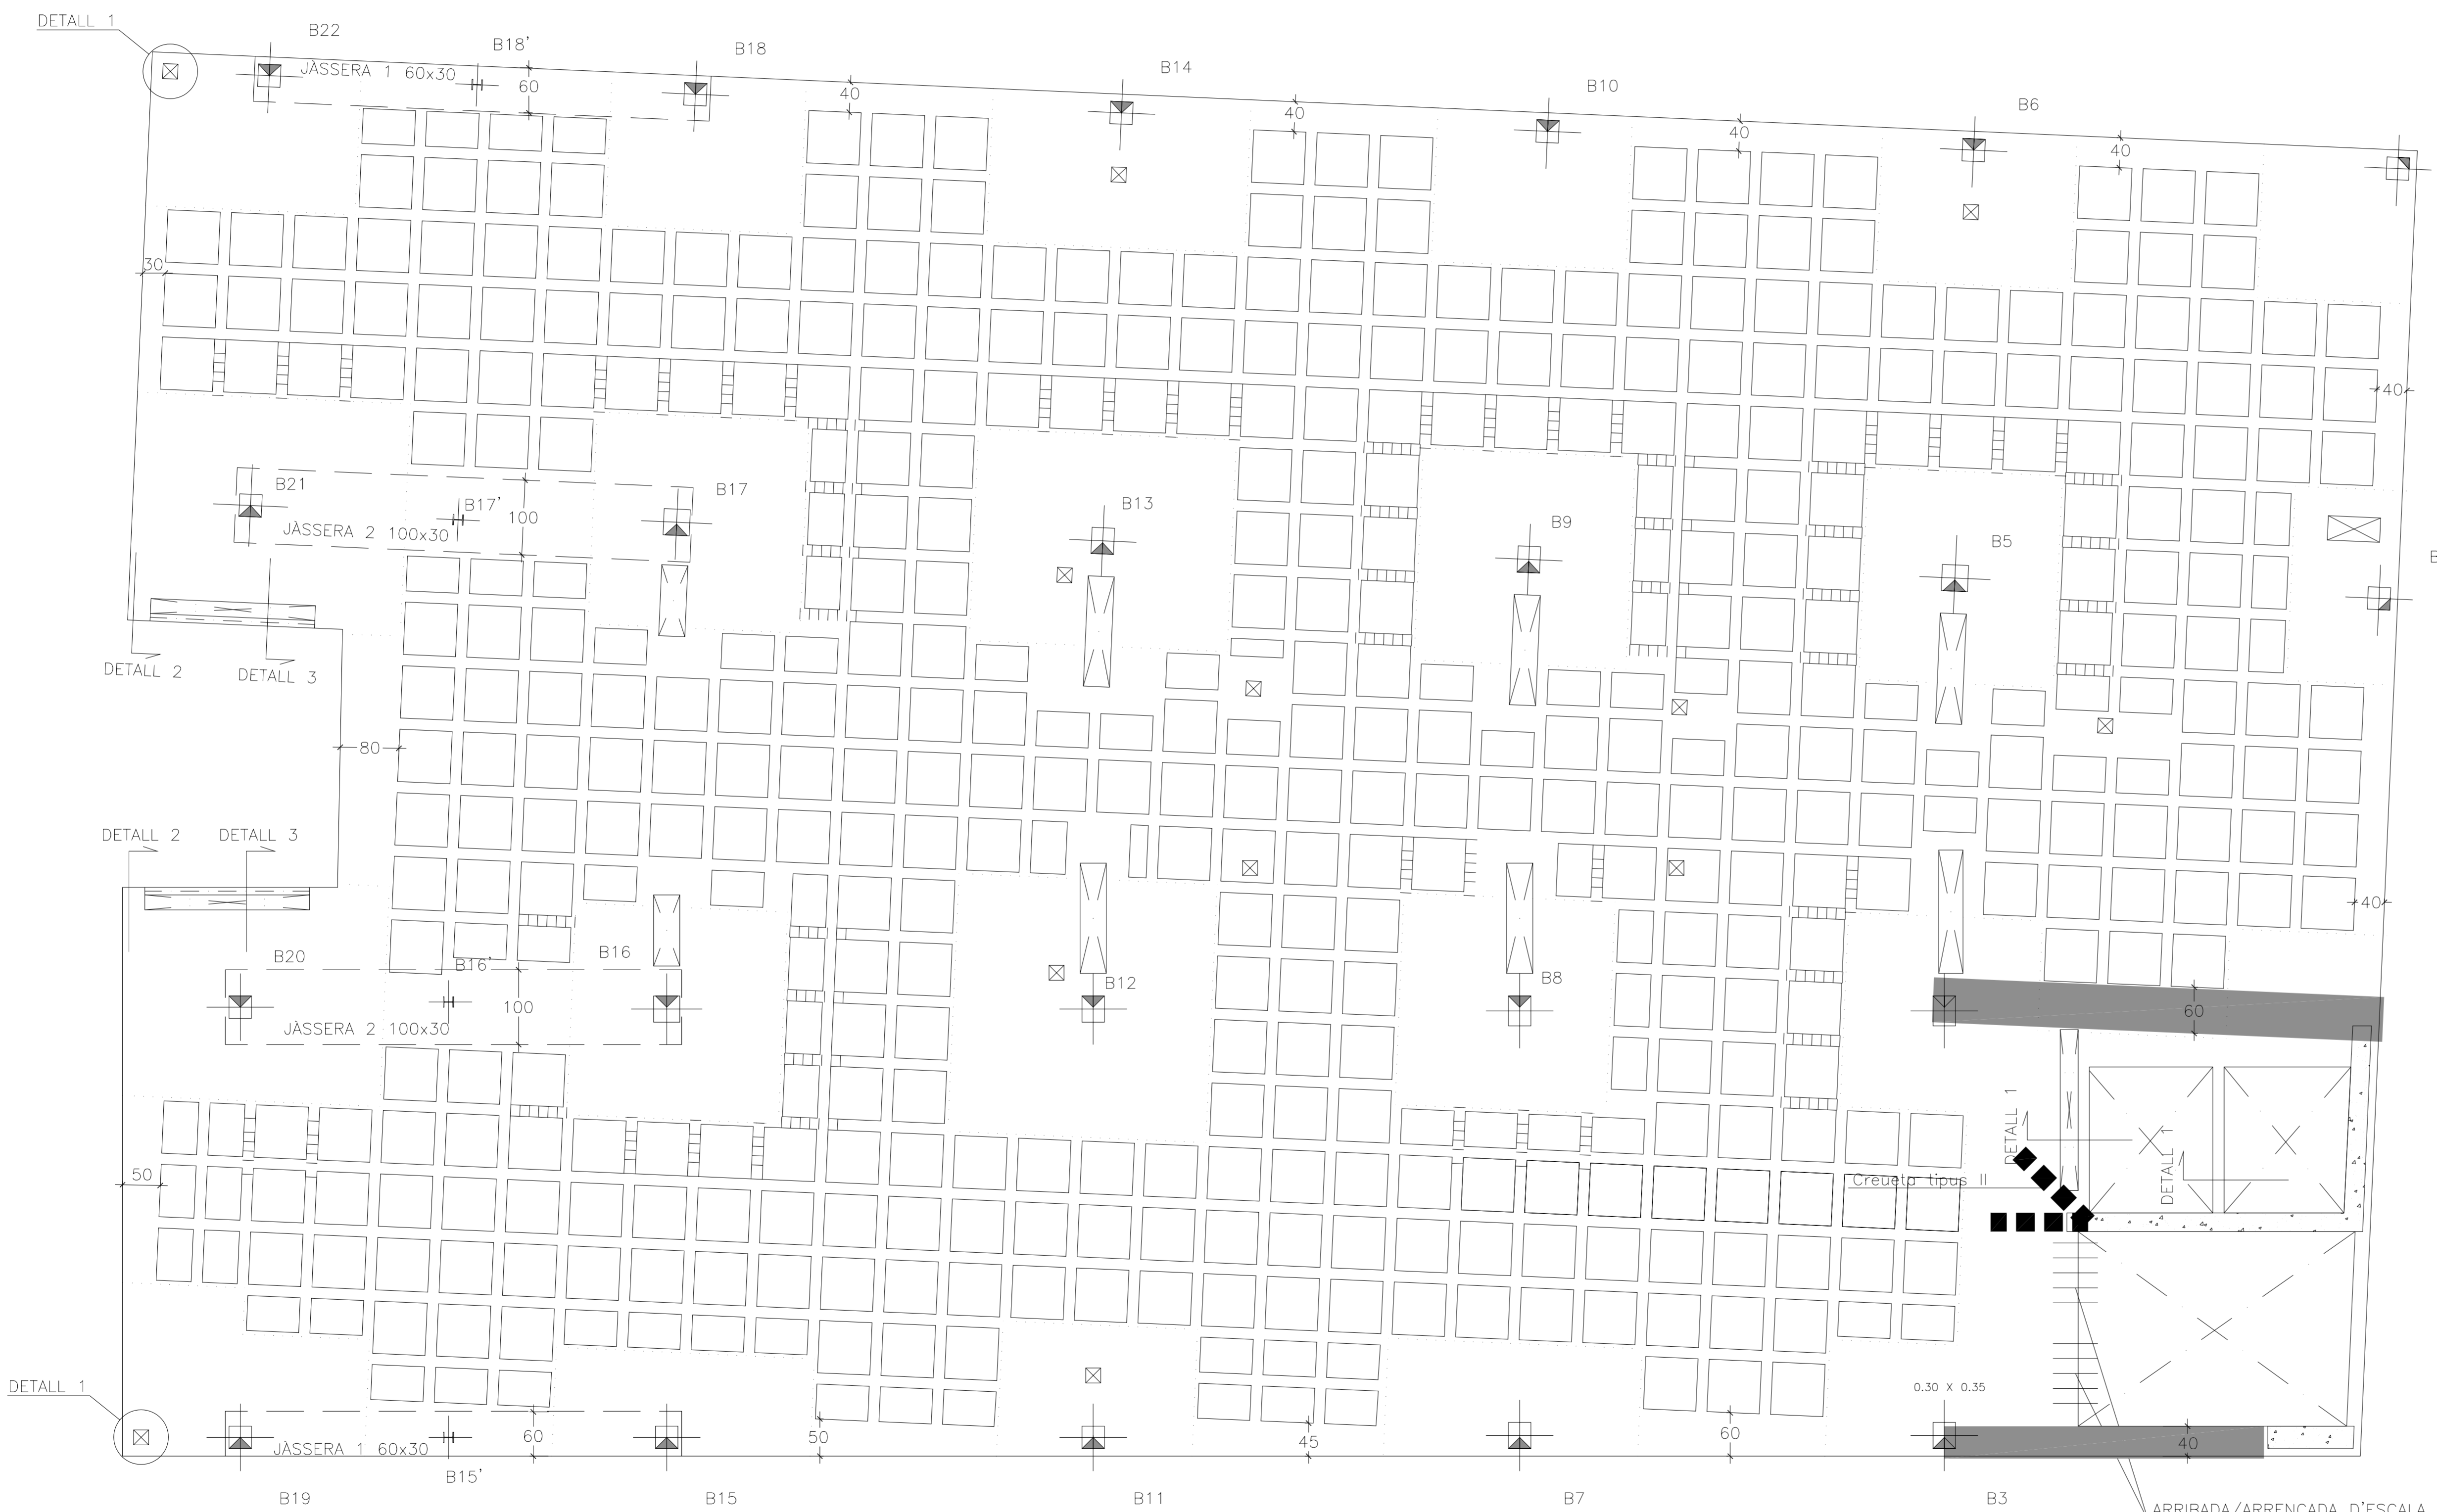 DETALL 1
B22
B18'
B18
B14
B10
B6
JÀSSERA 1 60x30
60
40
40
40
40
30
40
B21
B17'
B17
B13
B9
B5
JÀSSERA 2 100x30
100
DETALL 2
DETALL 3
80
DETALL 2
DETALL 3
40
B20
B16'
B16
B12
B8
JÀSSERA 2 100x30
100
60
DETALL 1
DETALL 1
Creueta tipus II
50
DETALL 1
0.30 X 0.35
JÀSSERA 1 60x30
60
50
45
60
40
B15'
B19
B15
B11
B7
B3
ARRIBADA/ARRENCADA D'ESCALA